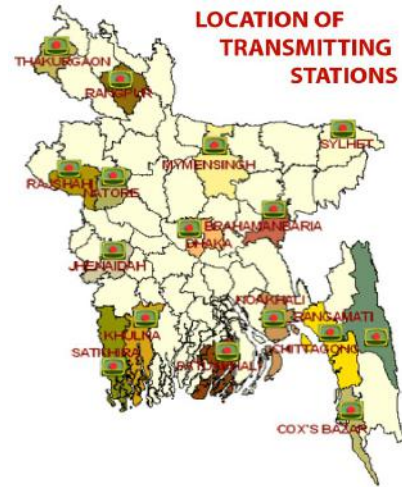 LOCATION OF
TRANSMITTING
STATIONS
THAKURGAON
RANGPUR
SYLHET
MYMENSINGH
RAJSHAHI
NATORE
BRAHAMANBARIA
DHAKA
JHENAIDAH
NOAKHALI
RANGAMATI
KHULNA
CHITTAGONG
SATKHIRA
PATUAKHALI
COX'S BAZAR